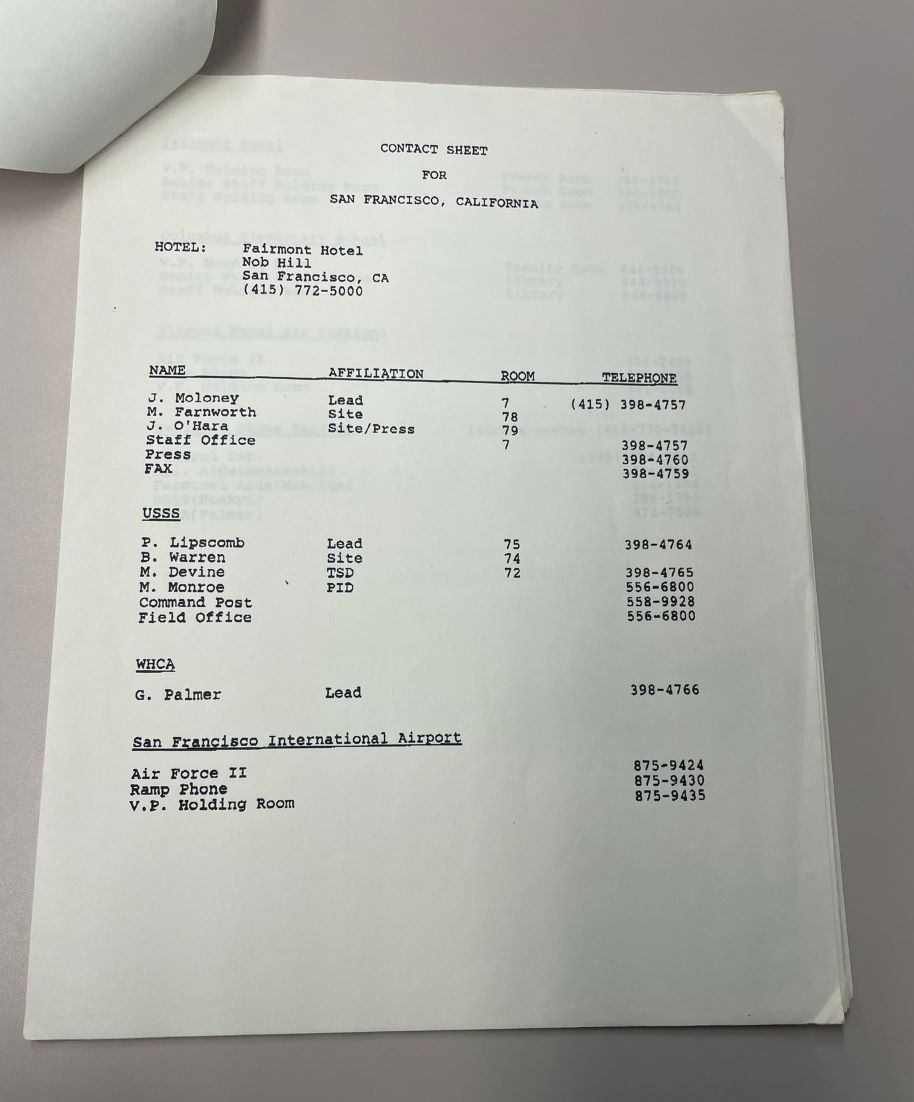 CONTACT SHEET
FOR
SAN FRANCISCO, CALIFORNIA
HOTEL: Fairmont Hotel
Nob Hill
San Francisco, CA
(415) 772-5000
NAME AFFILIATION ROOM TELEPHONE
J. Moloney Lead 7 (415) 398-4757
M. Farnworth Site 78
J. O'Hara Site/Press 79
Staff Office 7 398-4757
Press 398-4760
FAX 398-4759
USSS
P. Lipscomb Lead 75 398-4764
B. Warren Site 74
M. Devine TSD 72 398-4765
M. Monroe PID 556-6800
Command Post 558-9928
Field Office 556-6800
WHCA
G. Palmer Lead 398-4766
San Francisco International Airport
Air Force II 875-9424
Ramp Phone 875-9430
V.P. Holding Room 875-9435